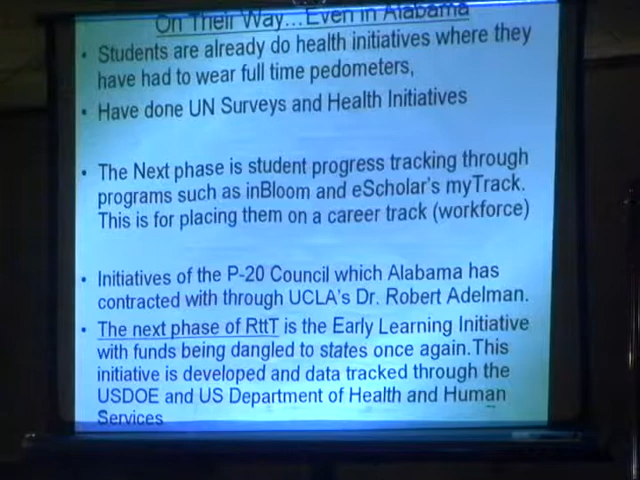 On Their Way...Even in Alabama
• Students are already do health initiatives where they
have had to wear full time pedometers,
• Have done UN Surveys and Health Initiatives
• The Next phase is student progress tracking through
programs such as inBloom and eScholar's myTrack.
This is for placing them on a career track (workforce)
• Initiatives of the P-20 Council which Alabama has
contracted with through UCLA's Dr. Robert Adelman.
• The next phase of RttT is the Early Learning Initiative
with funds being dangled to states once again.This
initiative is developed and data tracked through the
USDOE and US Department of Health and Human
Services